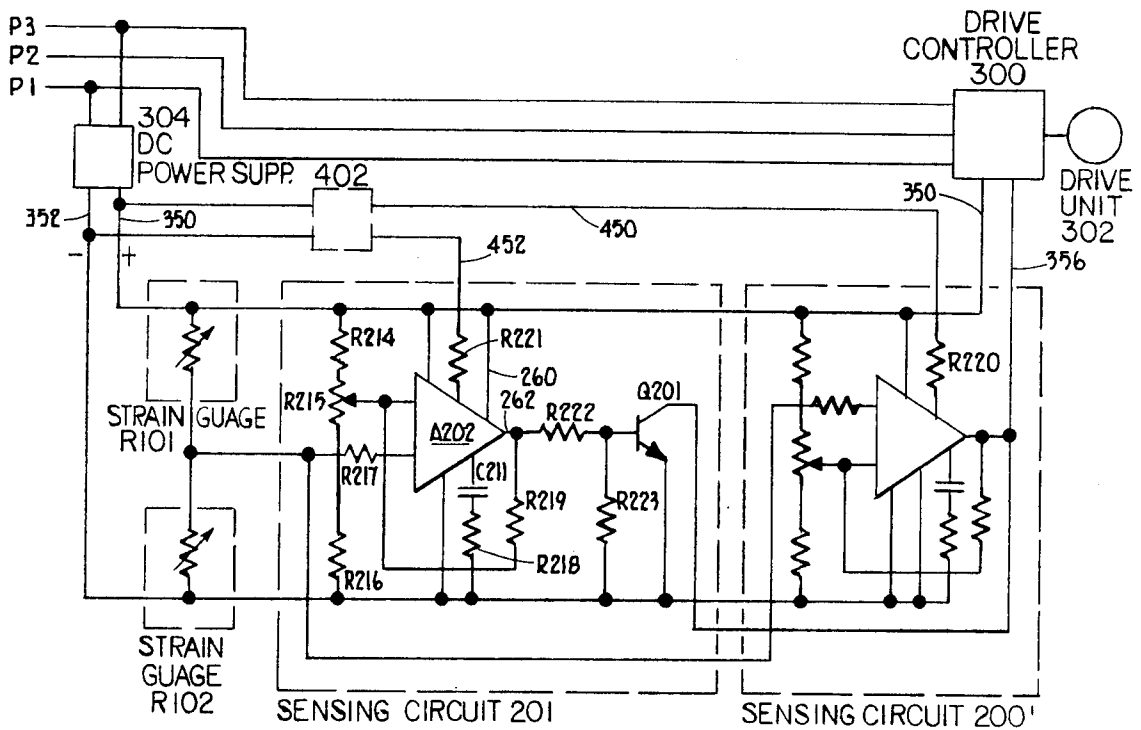 P3
P2
P1
DRIVE
CONTROLLER
300
304
DC
POWER SUPP.
402
DRIVE
UNIT
302
352
350
450
350
356
452
-
+
R214
R221
R215
260
262
R222
Q201
R220
STRAIN GUAGE
R101
A202
R217
C211
R219
R223
R218
R216
STRAIN
GUAGE
R102
SENSING CIRCUIT 201
SENSING CIRCUIT 200'